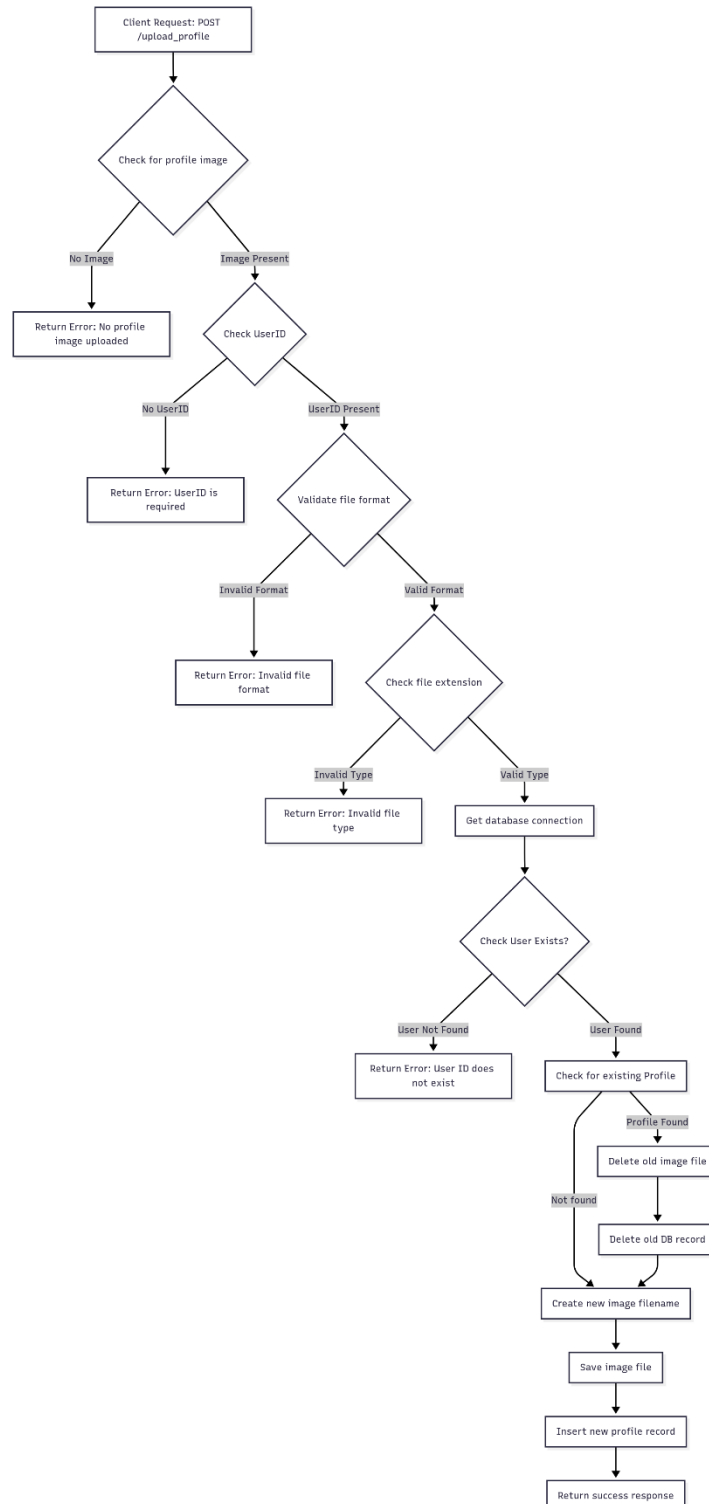 Client Request: POST
/upload_profile
Check for profile image
No Image
Image Present
Return Error: No profile
image uploaded
Check UserID
No UserID
UserID Present
Return Error: UserID is
required
Validate file format
Invalid Format
Valid Format
Return Error: Invalid file
format
Check file extension
Invalid Type
Valid Type
Return Error: Invalid file
type
Get database connection
Check User Exists?
User Not Found
User Found
Return Error: User ID does
not exist
Check for existing Profile
Profile Found
Delete old image file
Not found
Delete old DB record
Create new image filename
Save image file
Insert new profile record
Return success response